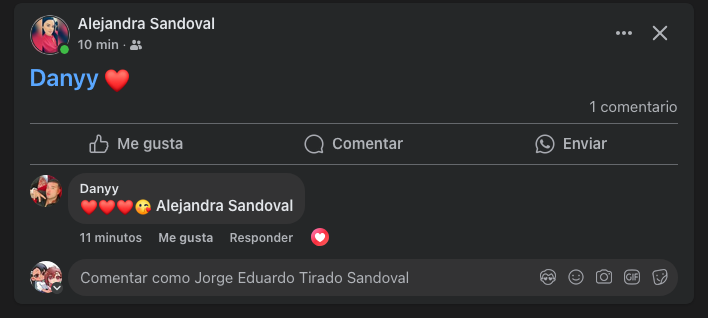 Alejandra Sandoval
10 min ·
Danyy ❤️
1 comentario
Me gusta
Comentar
Enviar
Danyy
❤️❤️❤️😘 Alejandra Sandoval
11 minutos Me gusta Responder
Comentar como Jorge Eduardo Tirado Sandoval
GIF